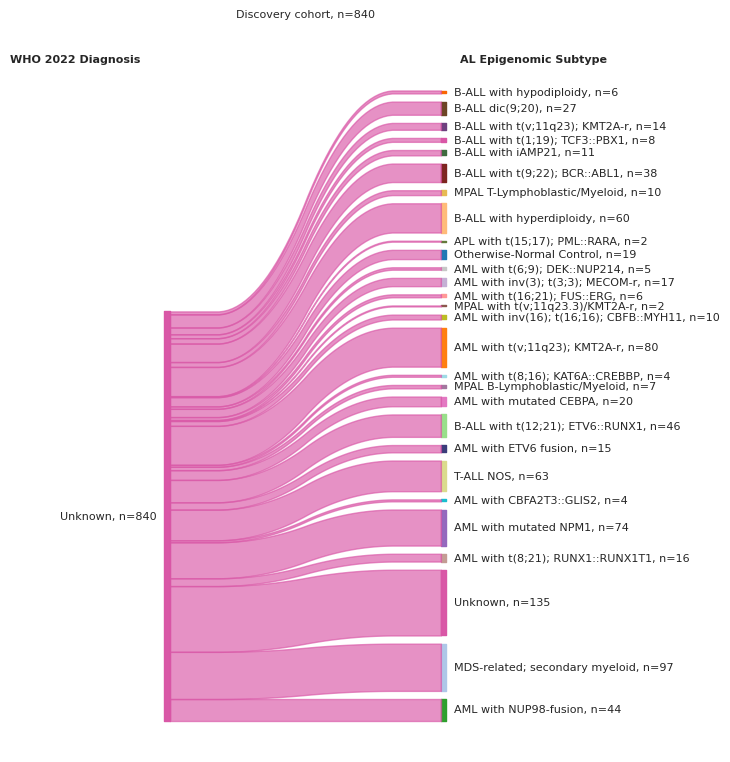 Discovery cohort, n=840
WHO 2022 Diagnosis
AL Epigenomic Subtype
B-ALL with hypodiploidy, n=6
B-ALL dic(9;20), n=27
B-ALL with t(v;11q23); KMT2A-r, n=14
B-ALL with t(1;19); TCF3::PBX1, n=8
B-ALL with iAMP21, n=11
B-ALL with t(9;22); BCR::ABL1, n=38
MPAL T-Lymphoblastic/Myeloid, n=10
B-ALL with hyperdiploidy, n=60
APL with t(15;17); PML::RARA, n=2
Otherwise-Normal Control, n=19
AML with t(6;9); DEK::NUP214, n=5
AML with inv(3); t(3;3); MECOM-r, n=17
AML with t(16;21); FUS::ERG, n=6
MPAL with t(v;11q23.3)/KMT2A-r, n=2
AML with inv(16); t(16;16); CBFB::MYH11, n=10
AML with t(v;11q23); KMT2A-r, n=80
AML with t(8;16); KAT6A::CREBBP, n=4
MPAL B-Lymphoblastic/Myeloid, n=7
AML with mutated CEBPA, n=20
B-ALL with t(12;21); ETV6::RUNX1, n=46
AML with ETV6 fusion, n=15
T-ALL NOS, n=63
AML with CBFA2T3::GLIS2, n=4
Unknown, n=840
AML with mutated NPM1, n=74
AML with t(8;21); RUNX1::RUNX1T1, n=16
Unknown, n=135
MDS-related; secondary myeloid, n=97
AML with NUP98-fusion, n=44